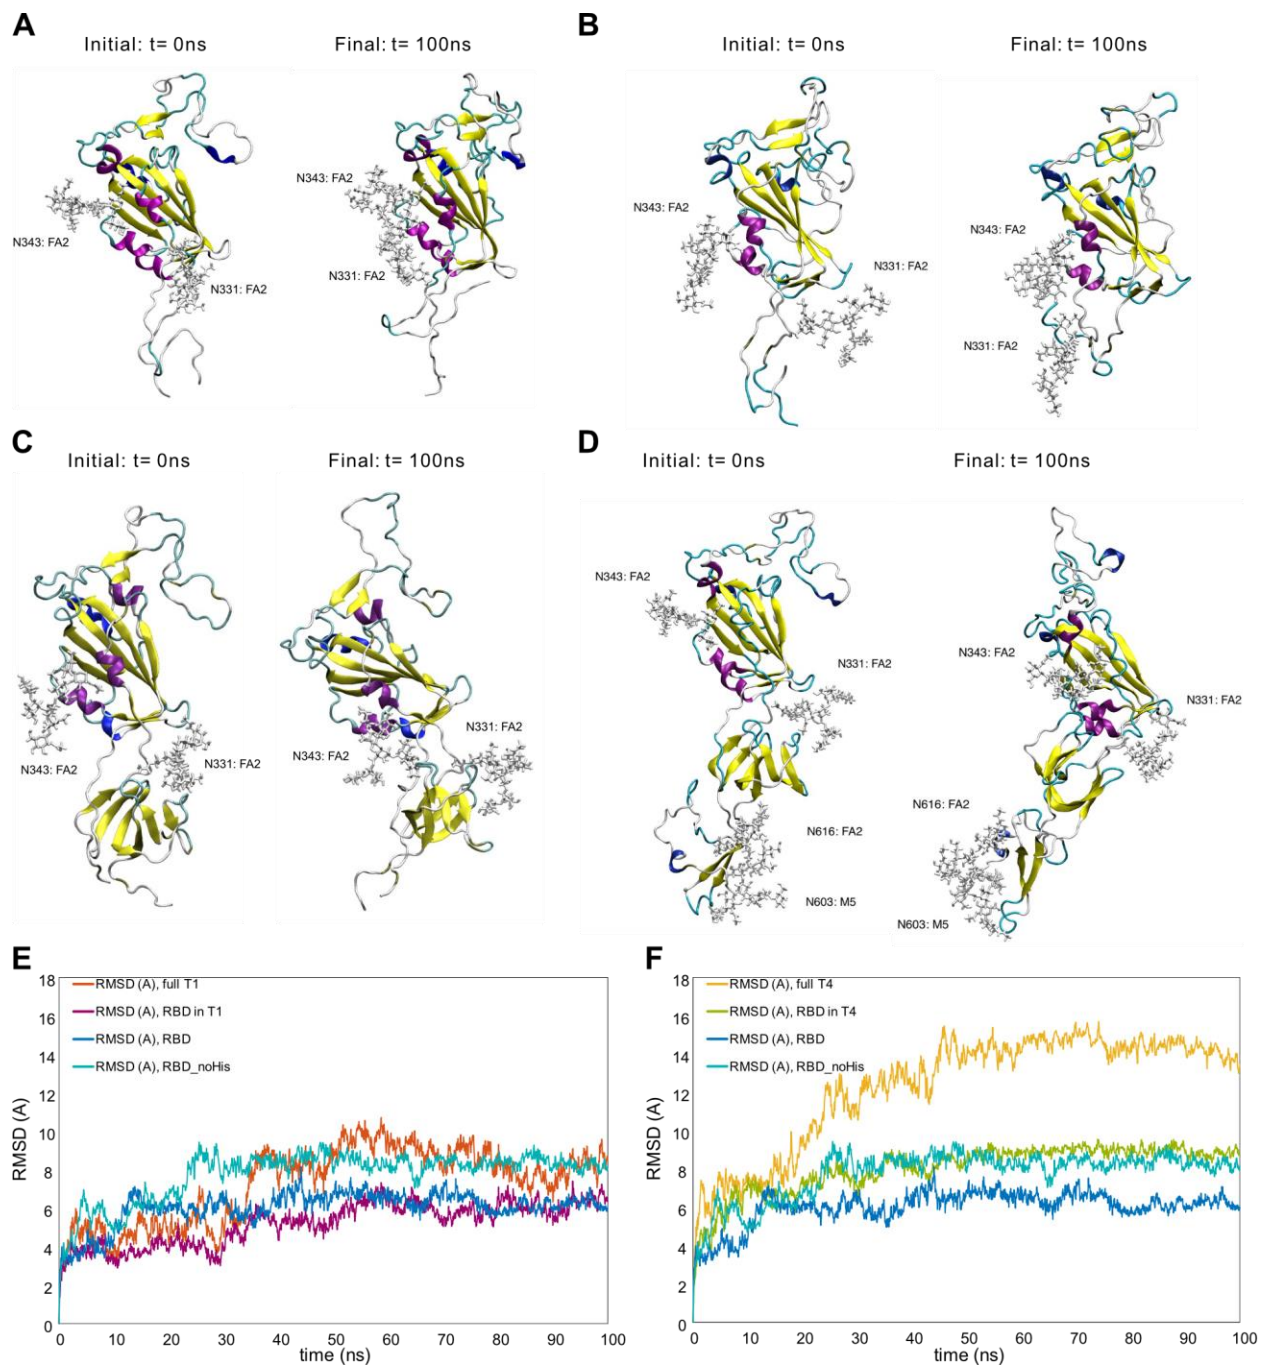 A
Initial: t= 0ns
Final: t= 100ns
N343: FA2
N331: FA2
N343: FA2
N331: FA2
B
Initial: t= 0ns
Final: t= 100ns
N343: FA2
N331: FA2
N343: FA2
N331: FA2
C
Initial: t= 0ns
Final: t= 100ns
N343: FA2
N331: FA2
N331: FA2
N343: FA2
D
Initial: t= 0ns
Final: t= 100ns
N343: FA2
N331: FA2
N616: FA2
N603: M5
N343: FA2
N331: FA2
N616: FA2
N603: M5
E
RMSD (A), full T1
RMSD (A), RBD in T1
RMSD (A), RBD
RMSD (A), RBD_noHis
RMSD (A)
18
16
14
12
10
8
6
4
2
0
0 10 20 30 40 50 60 70 80 90 100
time (ns)
F
RMSD (A), full T4
RMSD (A), RBD in T4
RMSD (A), RBD
RMSD (A), RBD_noHis
RMSD (A)
18
16
14
12
10
8
6
4
2
0
0 10 20 30 40 50 60 70 80 90 100
time (ns)